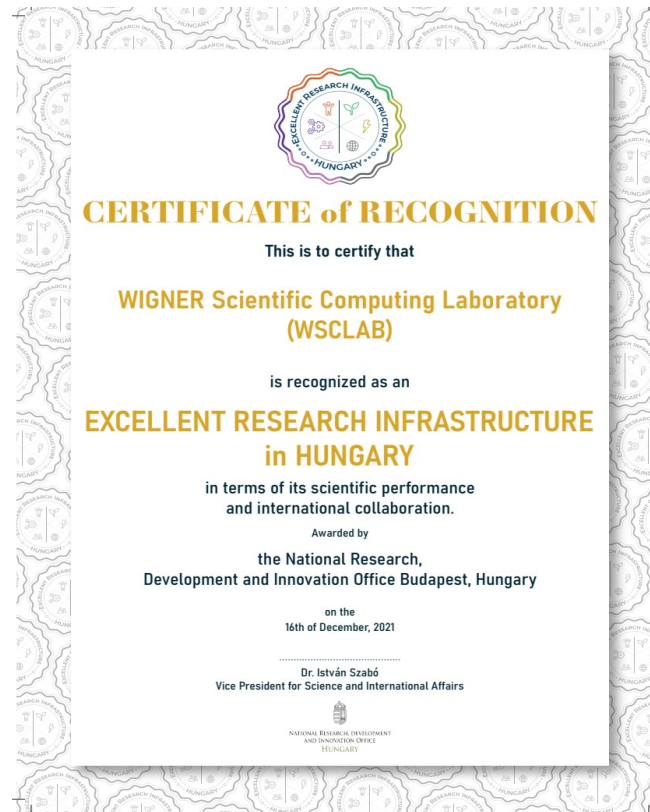 EXCELLENT RESEARCH INFRASTRUCTURE
HUNGARY
CERTIFICATE of RECOGNITION
This is to certify that
WIGNER Scientific Computing Laboratory
(WSCLAB)
is recognized as an
EXCELLENT RESEARCH INFRASTRUCTURE
in HUNGARY
in terms of its scientific performance
and international collaboration.
Awarded by
the National Research,
Development and Innovation Office Budapest, Hungary
on the
16th of December, 2021
Dr. István Szabó
Vice President for Science and International Affairs
NATIONAL RESEARCH, DEVELOPMENT
AND INNOVATION OFFICE
HUNGARY